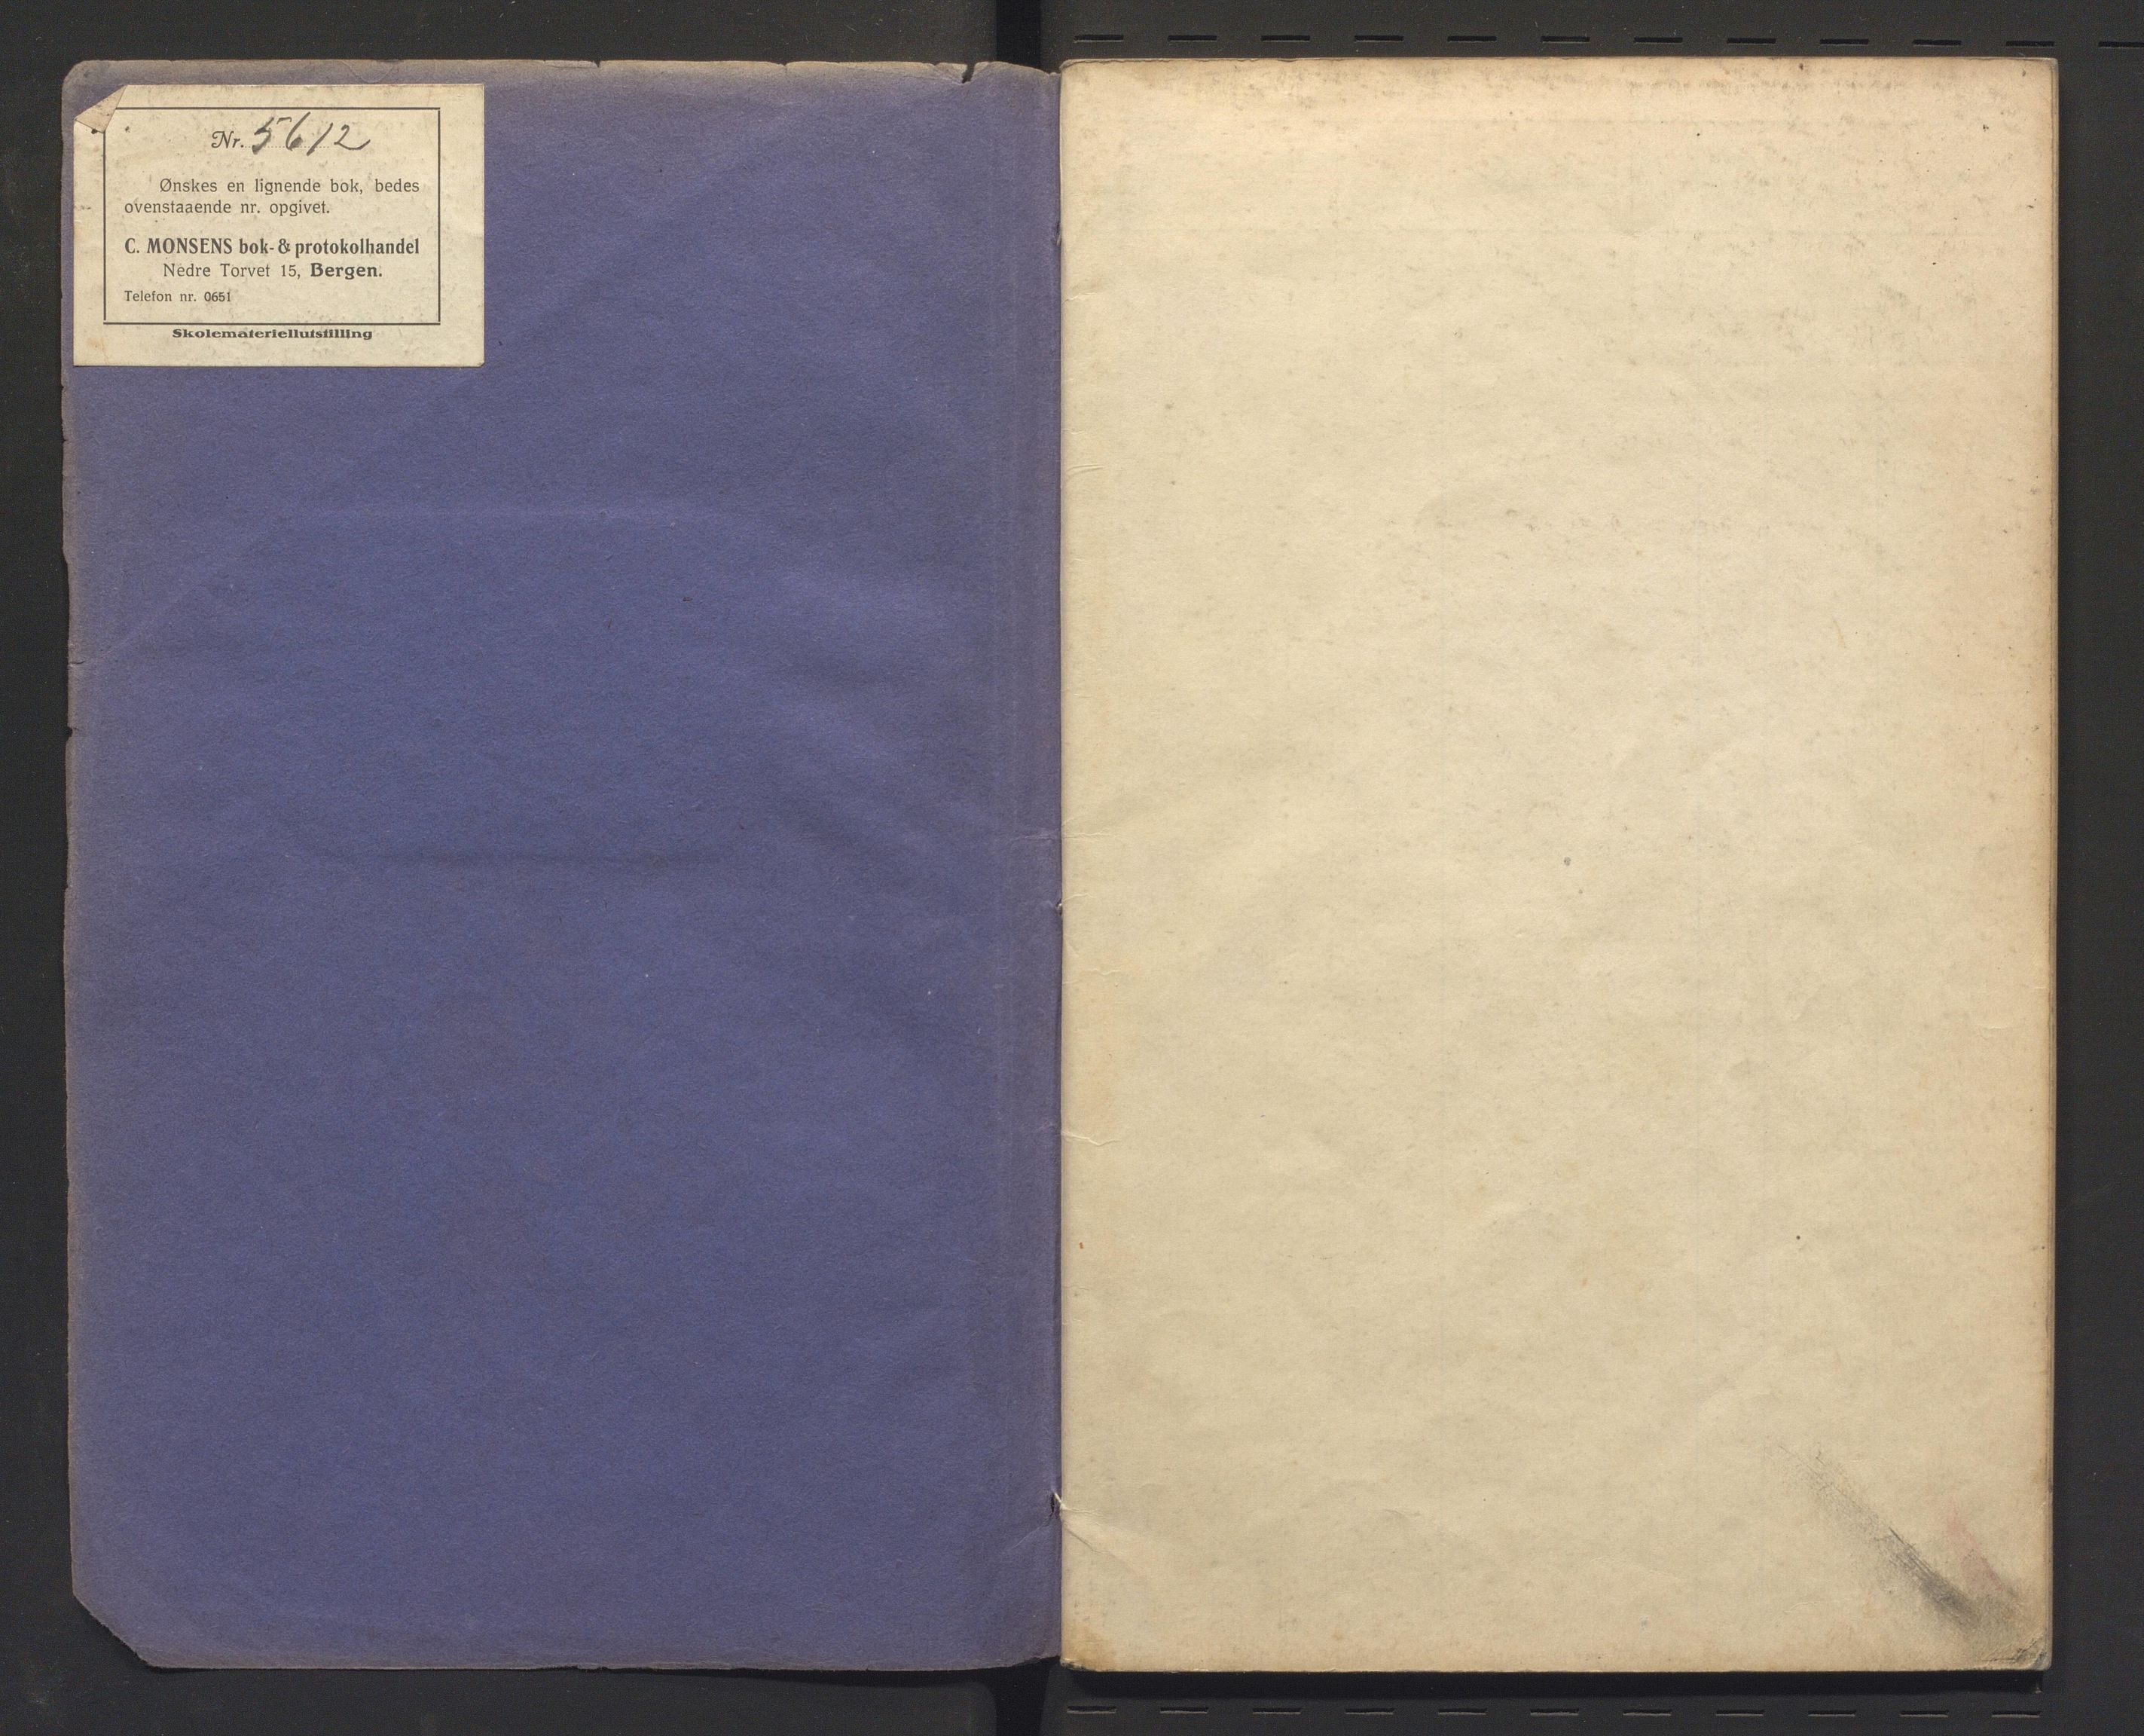 Nr. 5612
Ønskes en lignende bok, bedes
ovenstaaende nr. opgivet.
C. MONSENS bok- & protokolhandel
Nedre Torvet 15, Bergen.
Telefon nr. 0651
Skolemateriellutstilling